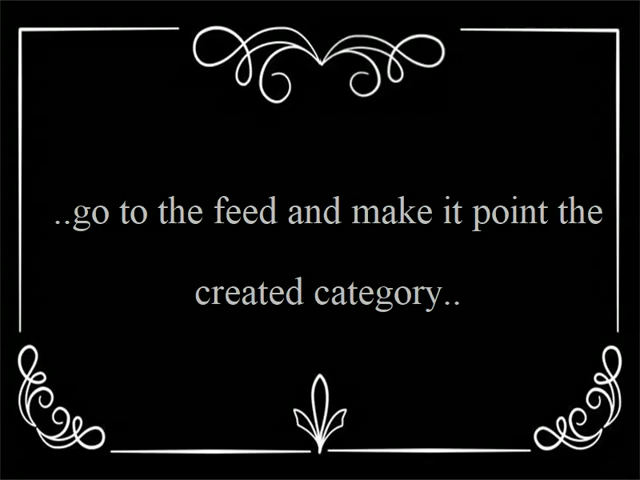 ..go to the feed and make it point the
created category..